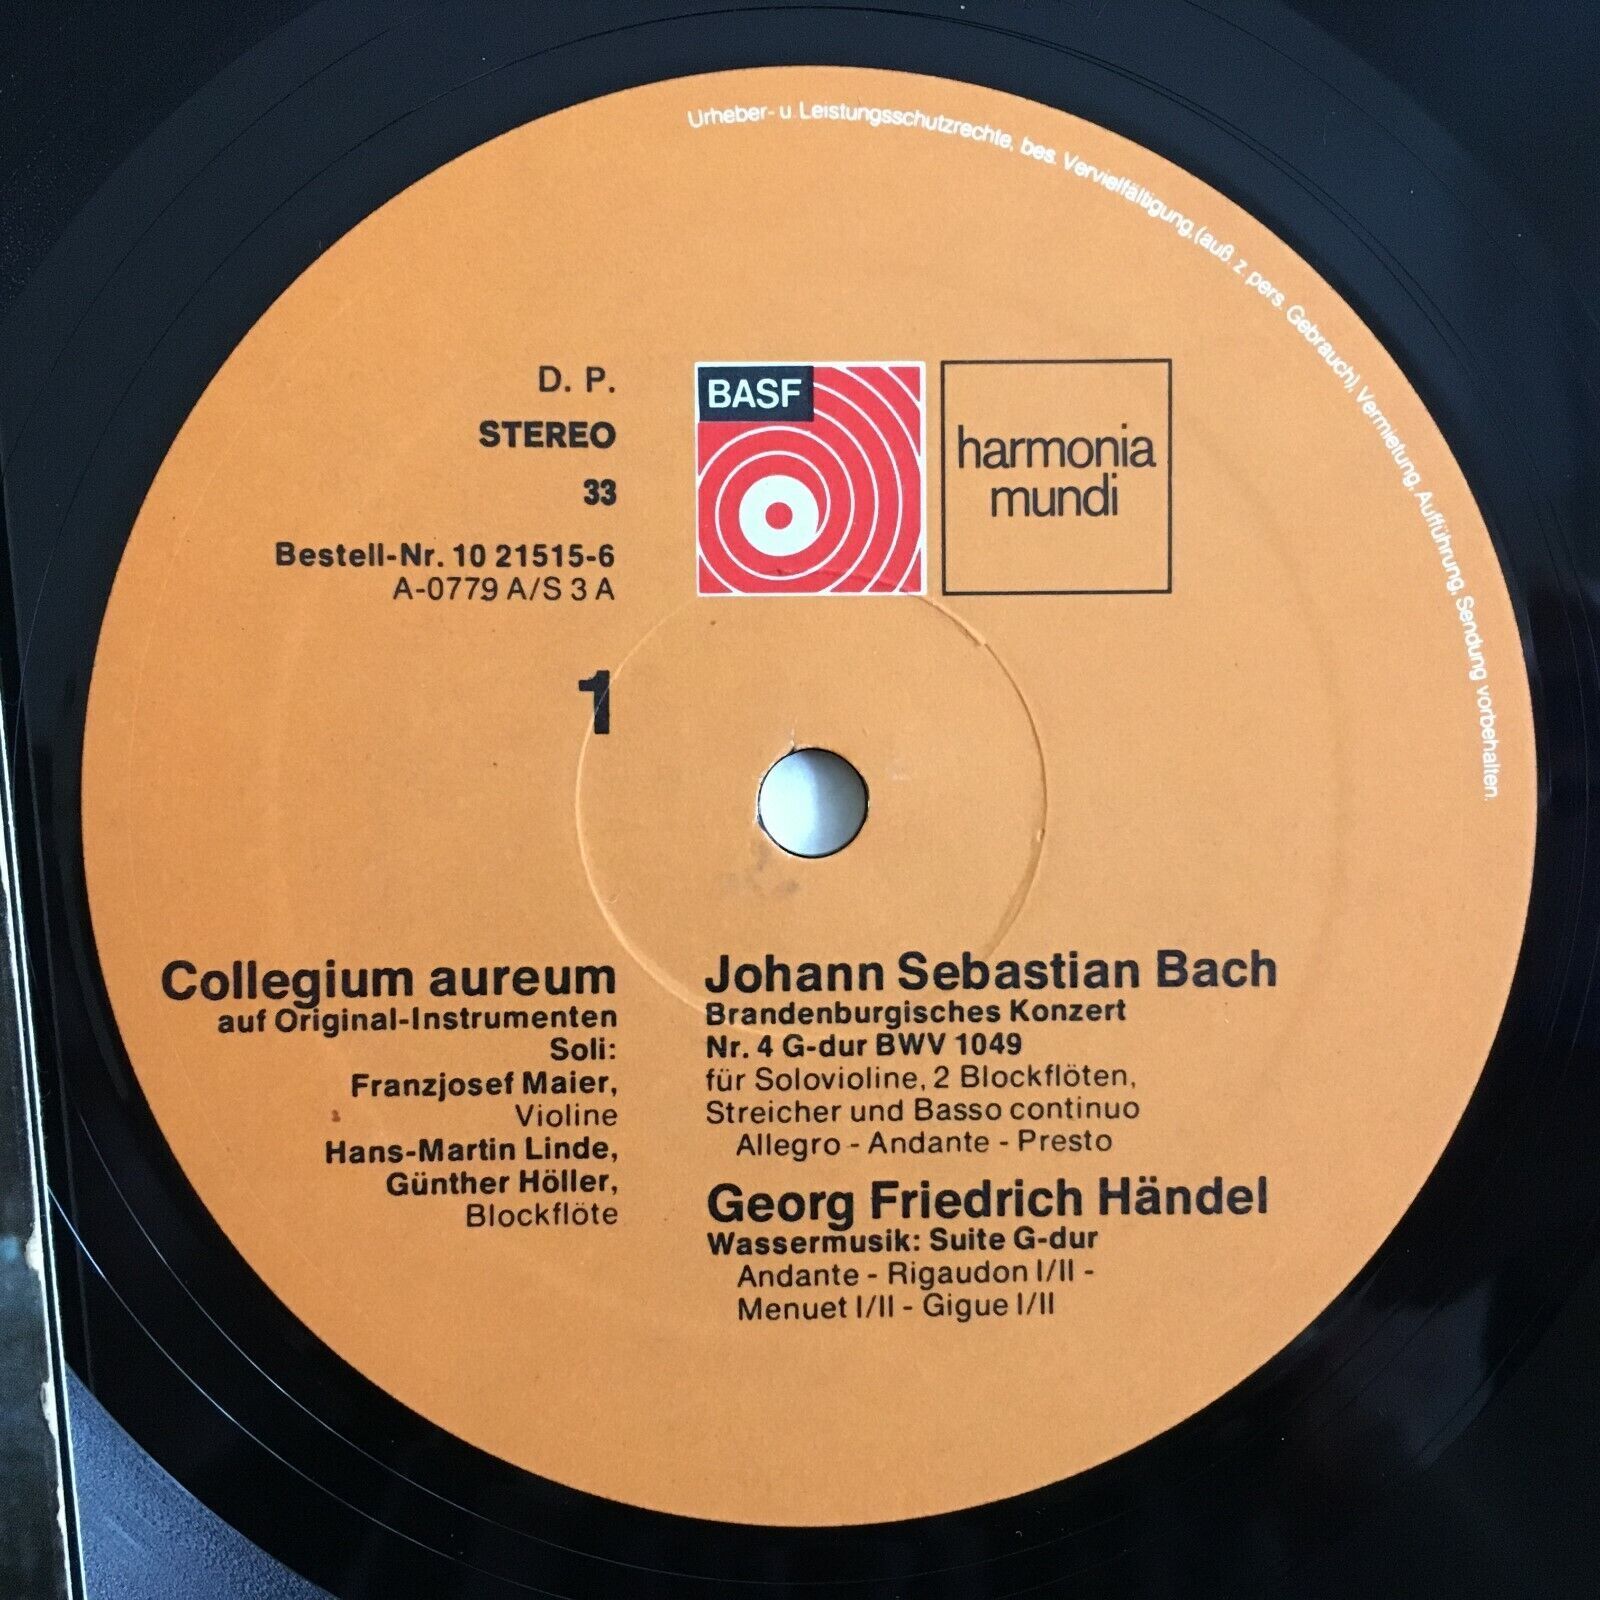 Urheber- u. Leistungsschutzrechte, bes. Vervielfältigung, (auß. z. pers. Gebrauch), Vermietung, Aufführung, Sendung vorbehalten.
D. P.
STEREO
33
Bestell-Nr. 10 21515-6
A-0779 A/S 3 A
BASF
harmonia
mundi
1
Collegium aureum
auf Original-Instrumenten
Soli:
Franzjosef Maier,
Violine
Hans-Martin Linde,
Günther Höller,
Blockflöte
Johann Sebastian Bach
Brandenburgisches Konzert
Nr. 4 G-dur BWV 1049
für Solovioline, 2 Blockflöten,
Streicher und Basso continuo
Allegro - Andante - Presto
Georg Friedrich Händel
Wassermusik: Suite G-dur
Andante - Rigaudon I/II -
Menuet I/II - Gigue I/II